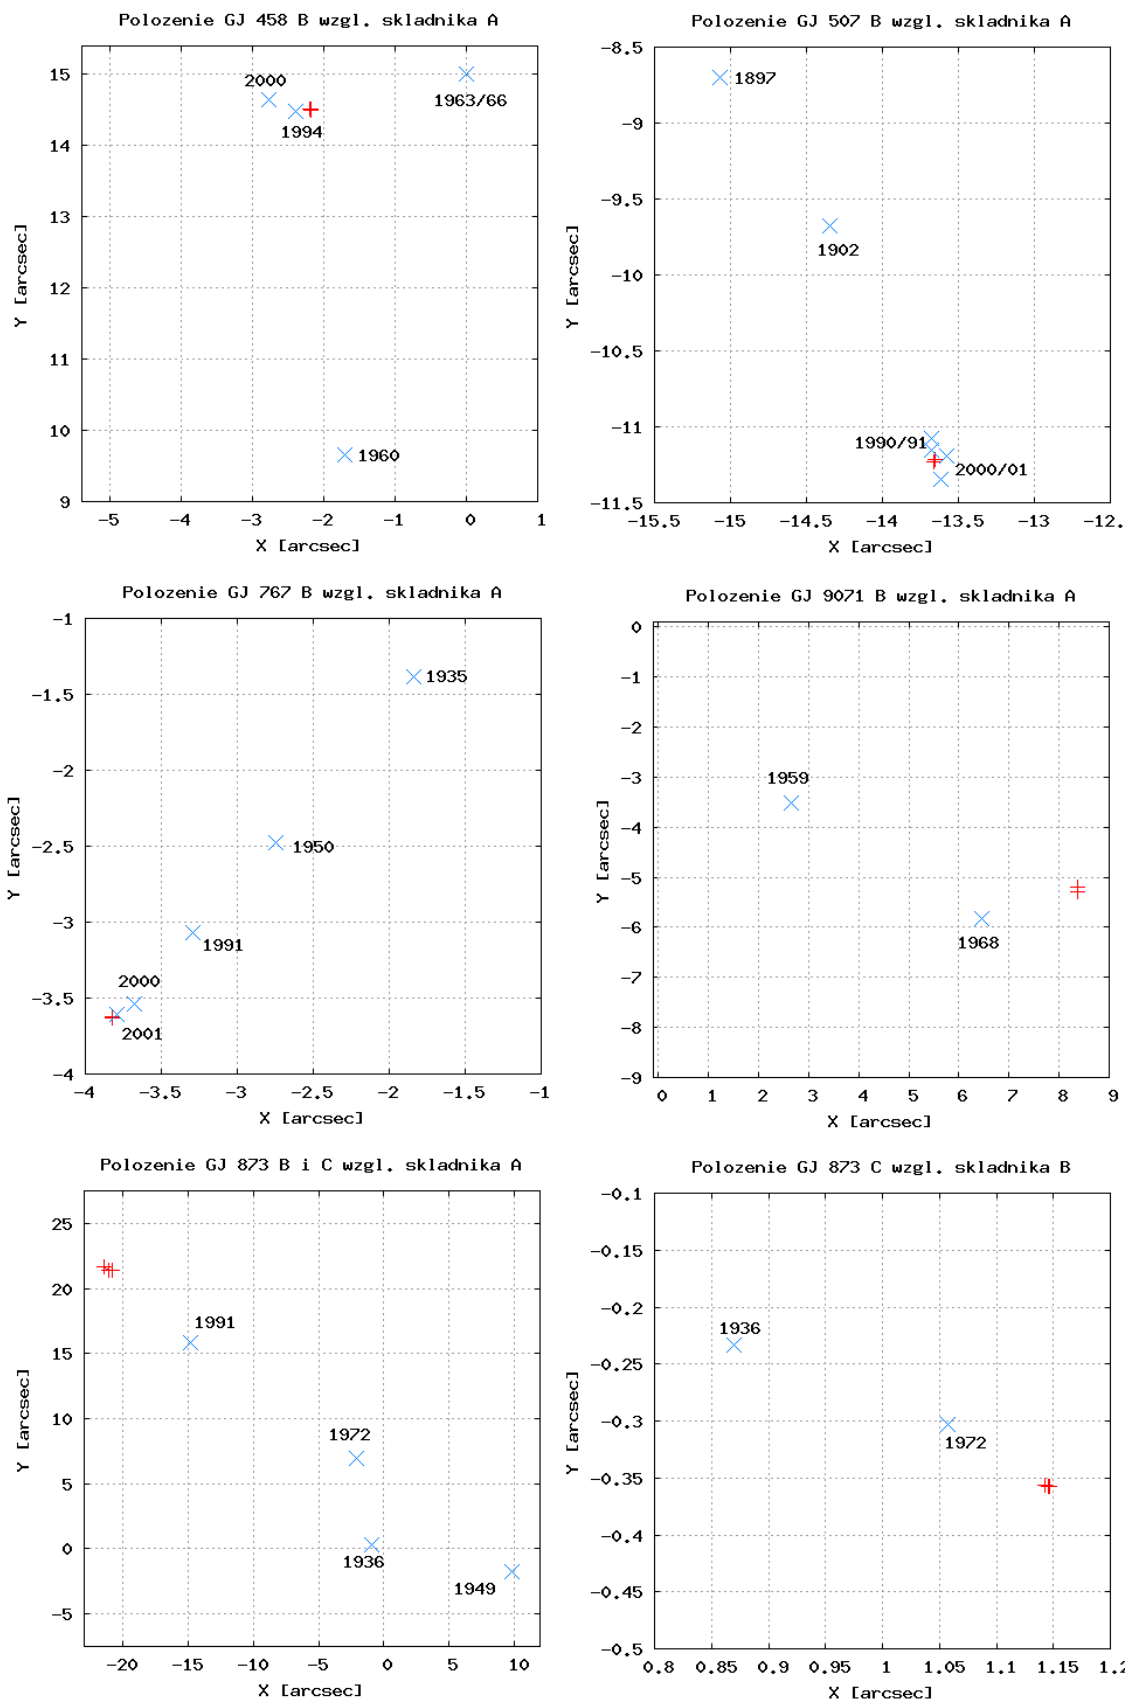 Polozenie GJ 458 B wzgl. skladnika A
15
14
13
12
11
10
9
Y [arcsec]
2000
1994
1963/66
1960
-5 -4 -3 -2 -1 0 1
X [arcsec]
Polozenie GJ 507 B wzgl. skladnika A
-8.5
-9
-9.5
-10
-10.5
-11
-11.5
Y [arcsec]
1897
1902
1990/91
2000/01
-15.5 -15 -14.5 -14 -13.5 -13 -12.
X [arcsec]
Polozenie GJ 767 B wzgl. skladnika A
-1
-1.5
-2
-2.5
-3
-3.5
-4
Y [arcsec]
1935
1950
1991
2000
2001
-4 -3.5 -3 -2.5 -2 -1.5 -1
X [arcsec]
Polozenie GJ 9071 B wzgl. skladnika A
0
-1
-2
-3
-4
-5
-6
-7
-8
-9
Y [arcsec]
1959
1968
0 1 2 3 4 5 6 7 8 9
X [arcsec]
Polozenie GJ 873 B i C wzgl. skladnika A
25
20
15
10
5
0
-5
Y [arcsec]
1991
1972
1936
1949
-20 -15 -10 -5 0 5 10
X [arcsec]
Polozenie GJ 873 C wzgl. skladnika B
-0.1
-0.15
-0.2
-0.25
-0.3
-0.35
-0.4
-0.45
-0.5
Y [arcsec]
1936
1972
0.8 0.85 0.9 0.95 1 1.05 1.1 1.15 1.2
X [arcsec]